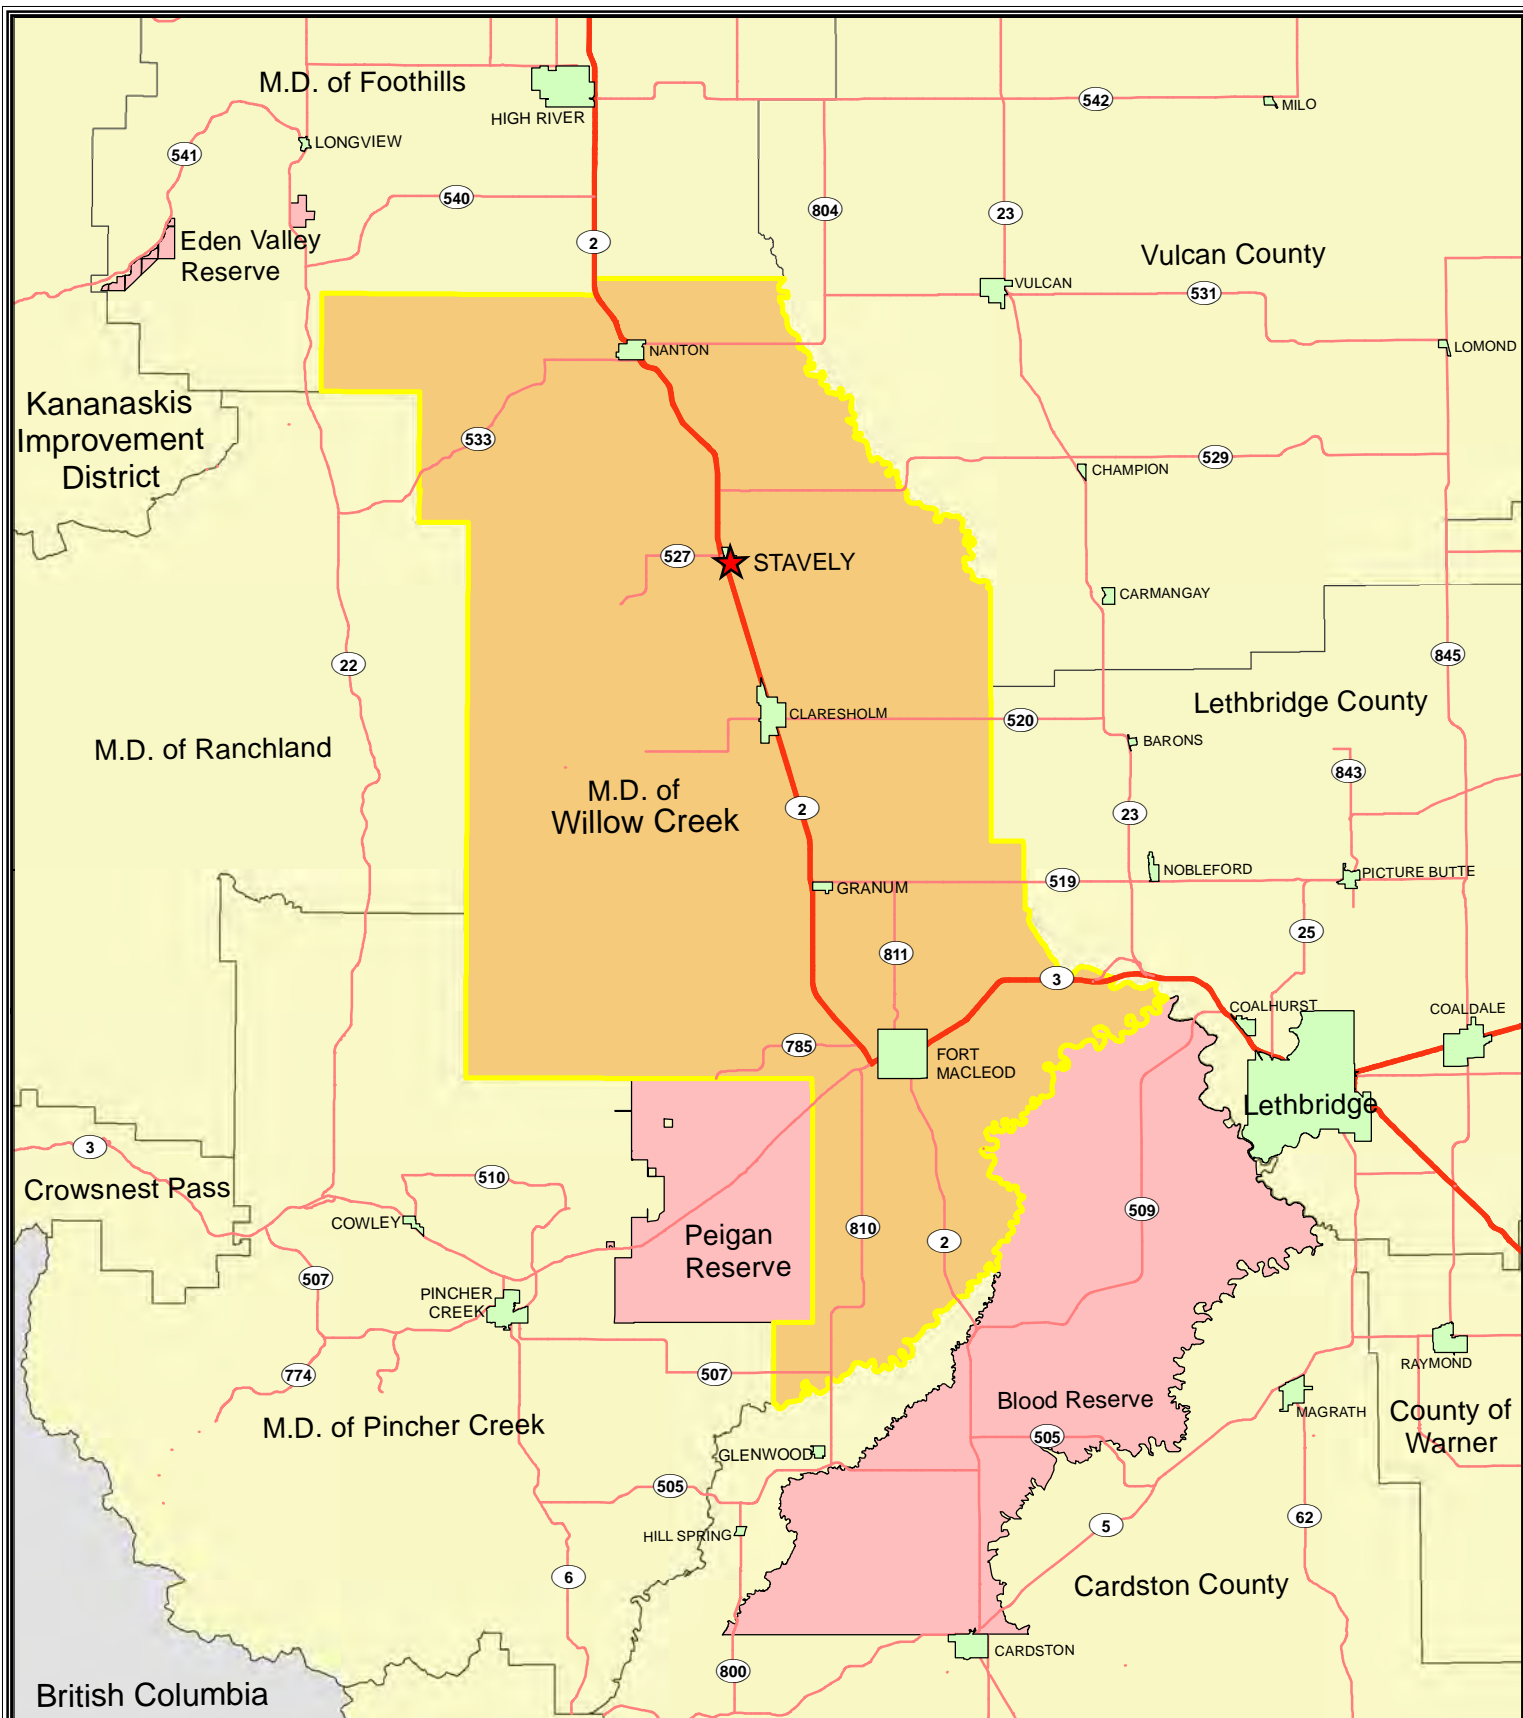 M.D. of Foothills
HIGH RIVER
542
MILO
LONGVIEW
541
540
804
23
2
Eden Valley
Reserve
Vulcan County
VULCAN
531
NANTON
LOMOND
Kananaskis
Improvement
District
533
529
CHAMPION
527
STAVELY
CARMANGAY
22
845
Lethbridge County
CLARESHOLM
520
BARONS
M.D. of Ranchland
843
M.D. of
Willow Creek
2
23
GRANUM
519
NOBLEFORD
PICTURE BUTTE
811
25
3
COALHURST
COALDALE
785
FORT
MACLEOD
Lethbridge
3
Crowsnest Pass
510
COWLEY
509
810
2
Peigan
Reserve
507
PINCHER
CREEK
RAYMOND
774
507
Blood Reserve
MAGRATH
County of
Warner
M.D. of Pincher Creek
505
GLENWOOD
505
5
62
HILL SPRING
6
Cardston County
CARDSTON
800
British Columbia